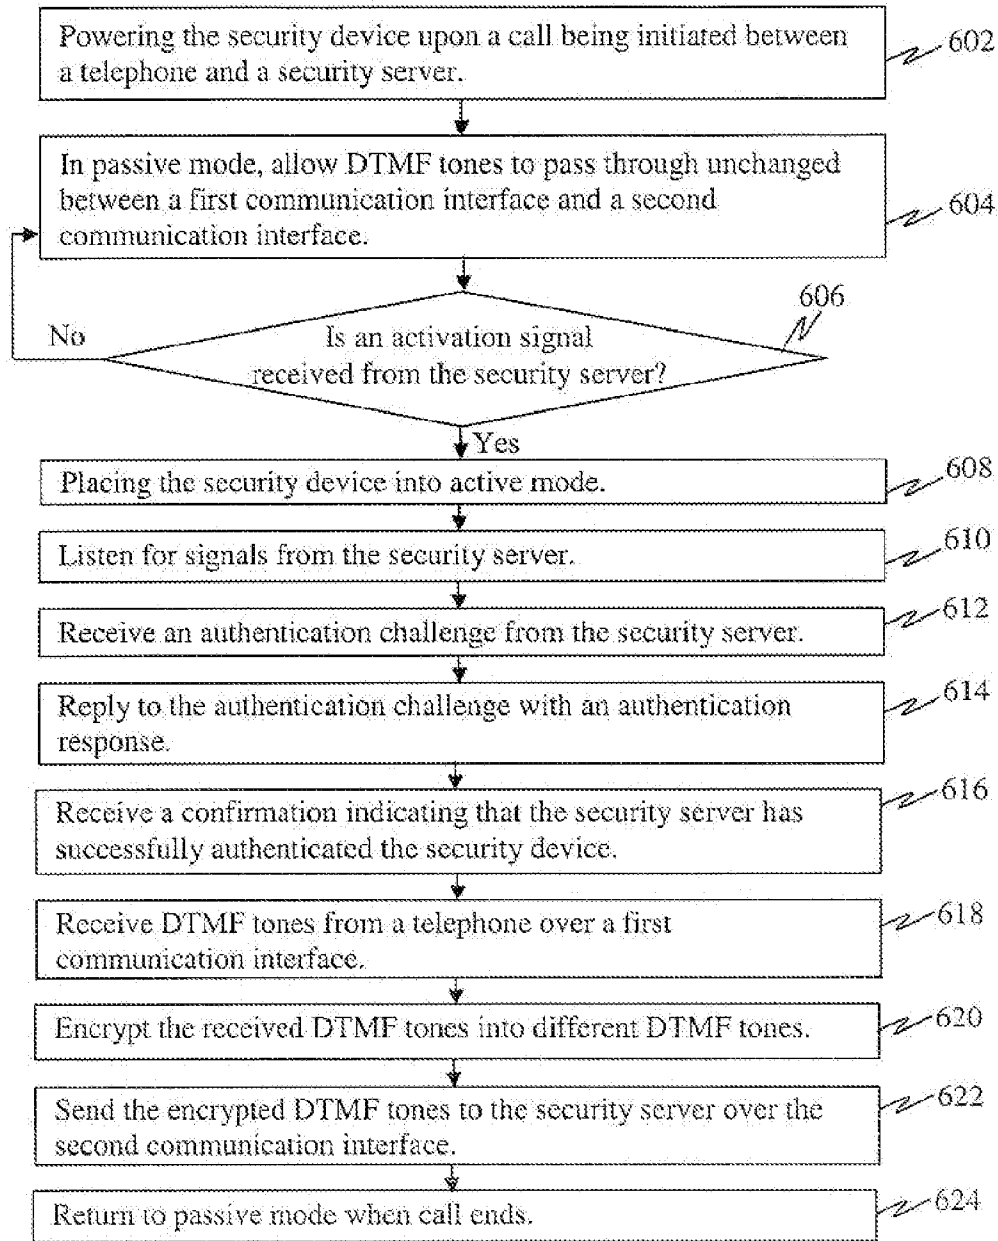 Powering the security device upon a call being initiated between
a telephone and a security server.
602
In passive mode, allow DTMF tones to pass through unchanged
between a first communication interface and a second
communication interface.
604
606
No
Is an activation signal
received from the security server?
Yes
Placing the security device into active mode.
608
Listen for signals from the security server.
610
Receive an authentication challenge from the security server.
612
Reply to the authentication challenge with an authentication
response.
614
Receive a confirmation indicating that the security server has
successfully authenticated the security device.
616
Receive DTMF tones from a telephone over a first
communication interface.
618
Encrypt the received DTMF tones into different DTMF tones.
620
Send the encrypted DTMF tones to the security server over the
second communication interface.
622
Return to passive mode when call ends.
624